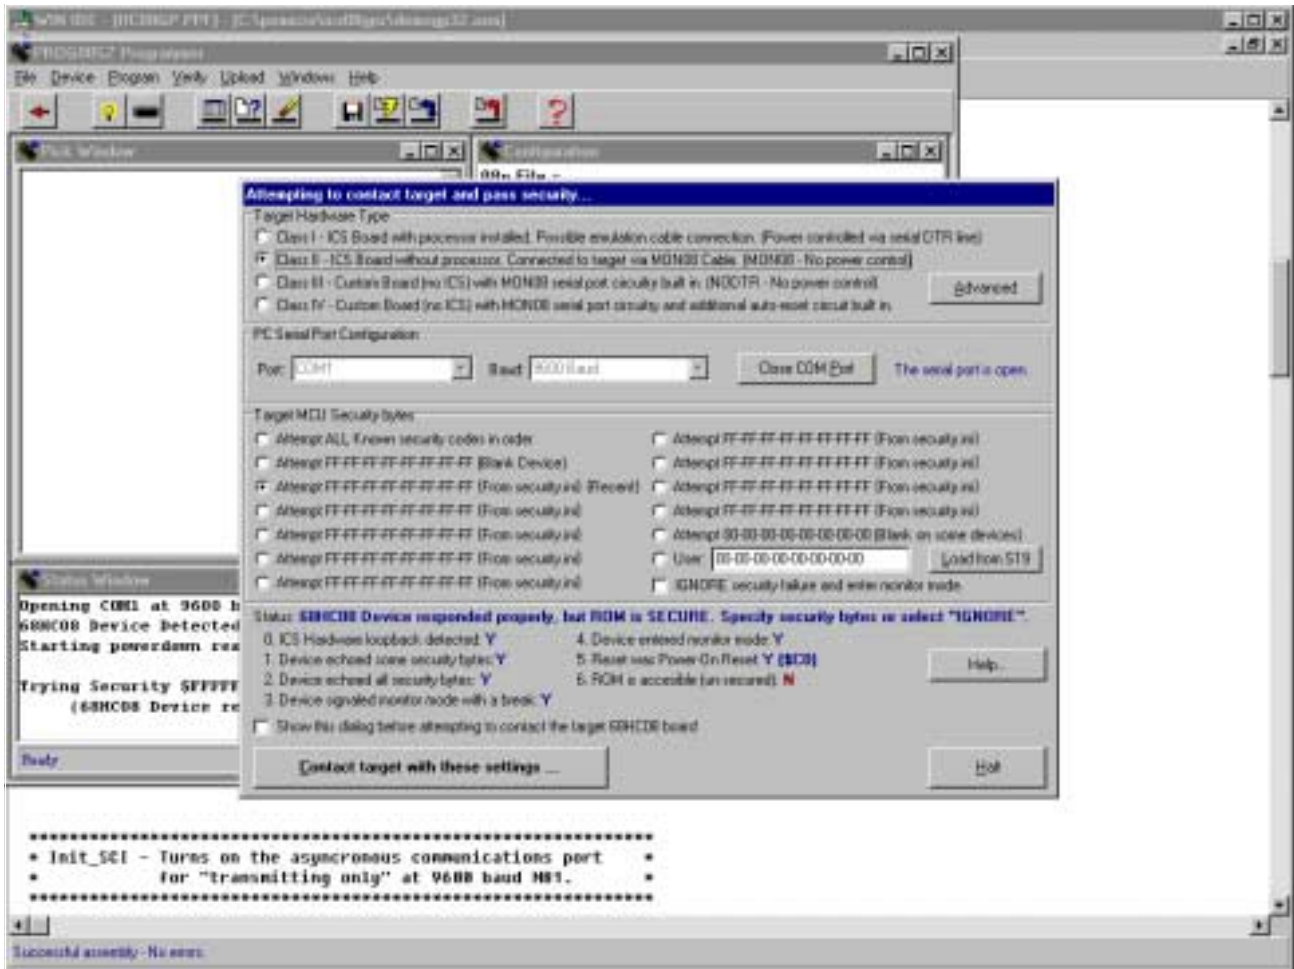 WIN IDE -
Programmer
File Device Program Verify Upload Windows Help
Pick Window
Configuration
Attempting to contact target and pass security...
Target Hardware Type
Class I - ICS Board with processor installed. Possible emulation cable connection. (Power controlled via serial DTR line)
Class II - ICS Board without processor. Connected to target via MON08 Cable. (MON08 - No power control)
Class III - Custom Board (no ICS) with MON08 serial port circuitry built in. (NODTR - No power control)
Class IV - Custom Board (no ICS) with MON08 serial port circuitry and additional auto-reset circuit built in.
Advanced
PC Serial Port Configuration
Port: COM1 Baud: 9600 Baud Close COM Port The serial port is open.
Target MCU Security bytes
Attempt ALL Known security codes in order
Attempt FF-FF-FF-FF-FF-FF-FF-FF (Blank Device)
Attempt FF-FF-FF-FF-FF-FF-FF-FF (From security.ini) (Recent)
Attempt FF-FF-FF-FF-FF-FF-FF-FF (From security.ini)
Attempt FF-FF-FF-FF-FF-FF-FF-FF (From security.ini)
Attempt FF-FF-FF-FF-FF-FF-FF-FF (From security.ini)
Attempt FF-FF-FF-FF-FF-FF-FF-FF (From security.ini)
Attempt FF-FF-FF-FF-FF-FF-FF-FF (From security.ini)
Attempt FF-FF-FF-FF-FF-FF-FF-FF (From security.ini)
Attempt FF-FF-FF-FF-FF-FF-FF-FF (From security.ini)
Attempt FF-FF-FF-FF-FF-FF-FF-FF (From security.ini)
Attempt 00-00-00-00-00-00-00-00 (Blank on some devices)
User: 00-00-00-00-00-00-00-00 Load from S19
IGNORE security failure and enter monitor mode.
Status: 68HC08 Device responded properly, but ROM is SECURE. Specify security bytes or select "IGNORE".
0. ICS Hardware loopback detected: Y
1. Device echoed some security bytes: Y
2. Device echoed all security bytes: Y
3. Device signaled monitor mode with a break: Y
4. Device entered monitor mode: Y
5. Reset was Power-On Reset: Y ($C0)
6. ROM is accesible (un-secured): N
Help...
Show this dialog before attempting to contact the target 68HC08 board
Contact target with these settings ...
Halt
Status Window
Opening COM1 at 9600 b
68HC08 Device Detected
Starting powerdown rea
Trying Security $FFFFF
(68HC08 Device re
Ready
**************************************************************
* Init_SCI - Turns on the asyncronous communications port *
* for "transmitting only" at 9600 baud N81. *
**************************************************************
Successful assembly - No errors.